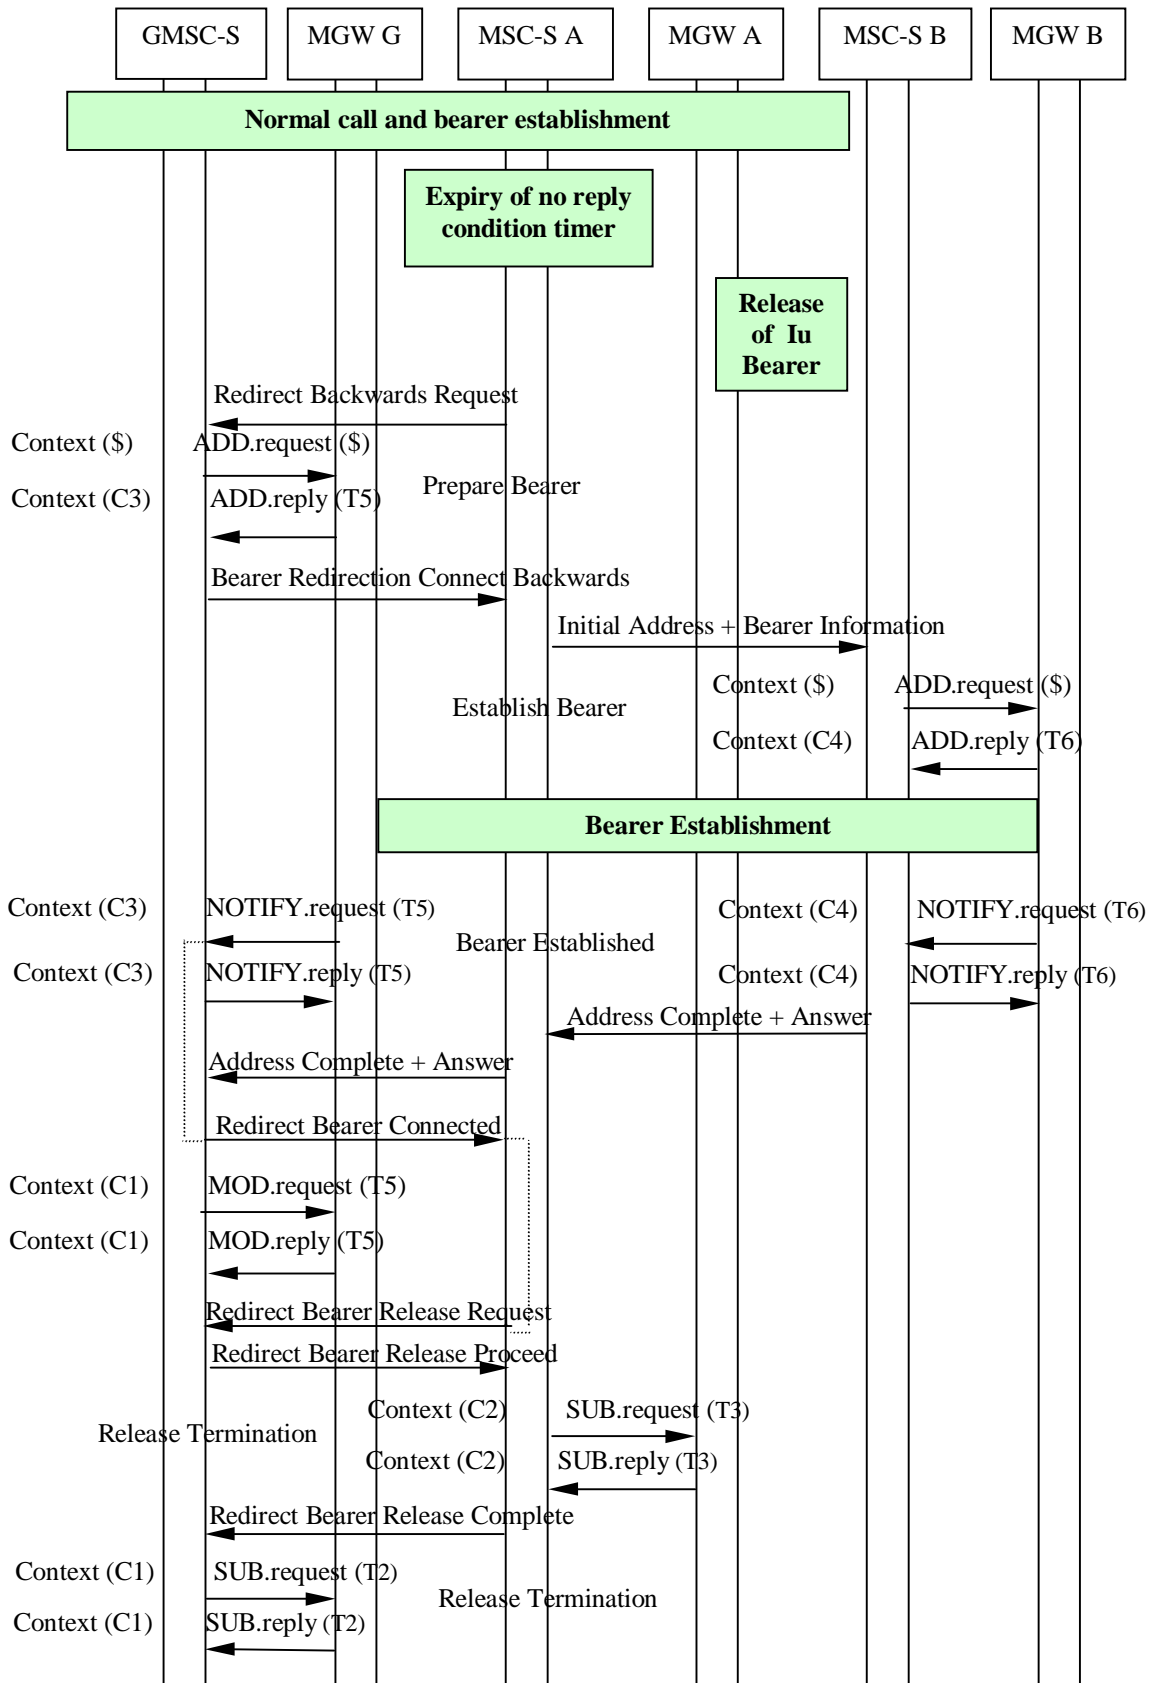 GMSC-S MGW G MSC-S A MGW A MSC-S B MGW B
Normal call and bearer establishment
Expiry of no reply
condition timer
Release
of Iu
Bearer
Redirect Backwards Request
Context ($) ADD.request ($)
Prepare Bearer
Context (C3) ADD.reply (T5)
Bearer Redirection Connect Backwards
Initial Address + Bearer Information
Context ($) ADD.request ($)
Establish Bearer
Context (C4) ADD.reply (T6)
Bearer Establishment
Context (C3) NOTIFY.request (T5) Context (C4) NOTIFY.request (T6)
Bearer Established
Context (C3) NOTIFY.reply (T5) Context (C4) NOTIFY.reply (T6)
Address Complete + Answer
Address Complete + Answer
Redirect Bearer Connected
Context (C1) MOD.request (T5)
Context (C1) MOD.reply (T5)
Redirect Bearer Release Request
Redirect Bearer Release Proceed
Context (C2) SUB.request (T3)
Release Termination
Context (C2) SUB.reply (T3)
Redirect Bearer Release Complete
Context (C1) SUB.request (T2)
Release Termination
Context (C1) SUB.reply (T2)